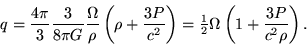 q = \frac{4\pi}{3} \frac{3}{8\pi G} \frac{\Omega}{\rho} \left( \rho + \frac{3P}{c^2} \right) = \frac{1}{2} \Omega \left( 1 + \frac{3P}{c^2 \rho} \right).